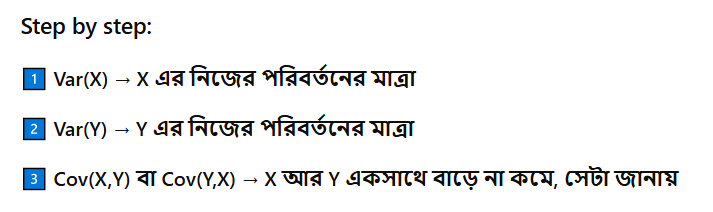 Step by step:
1 Var(X) → X এর নিজের পরিবর্তনের মাত্রা
2 Var(Y) → Y এর নিজের পরিবর্তনের মাত্রা
3 Cov(X,Y) বা Cov(Y,X) → X আর Y একসাথে বাড়ে না কমে, সেটা জানায়